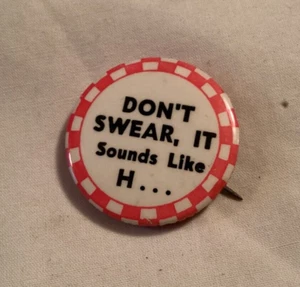 DON'T
SWEAR, IT
Sounds Like
H...